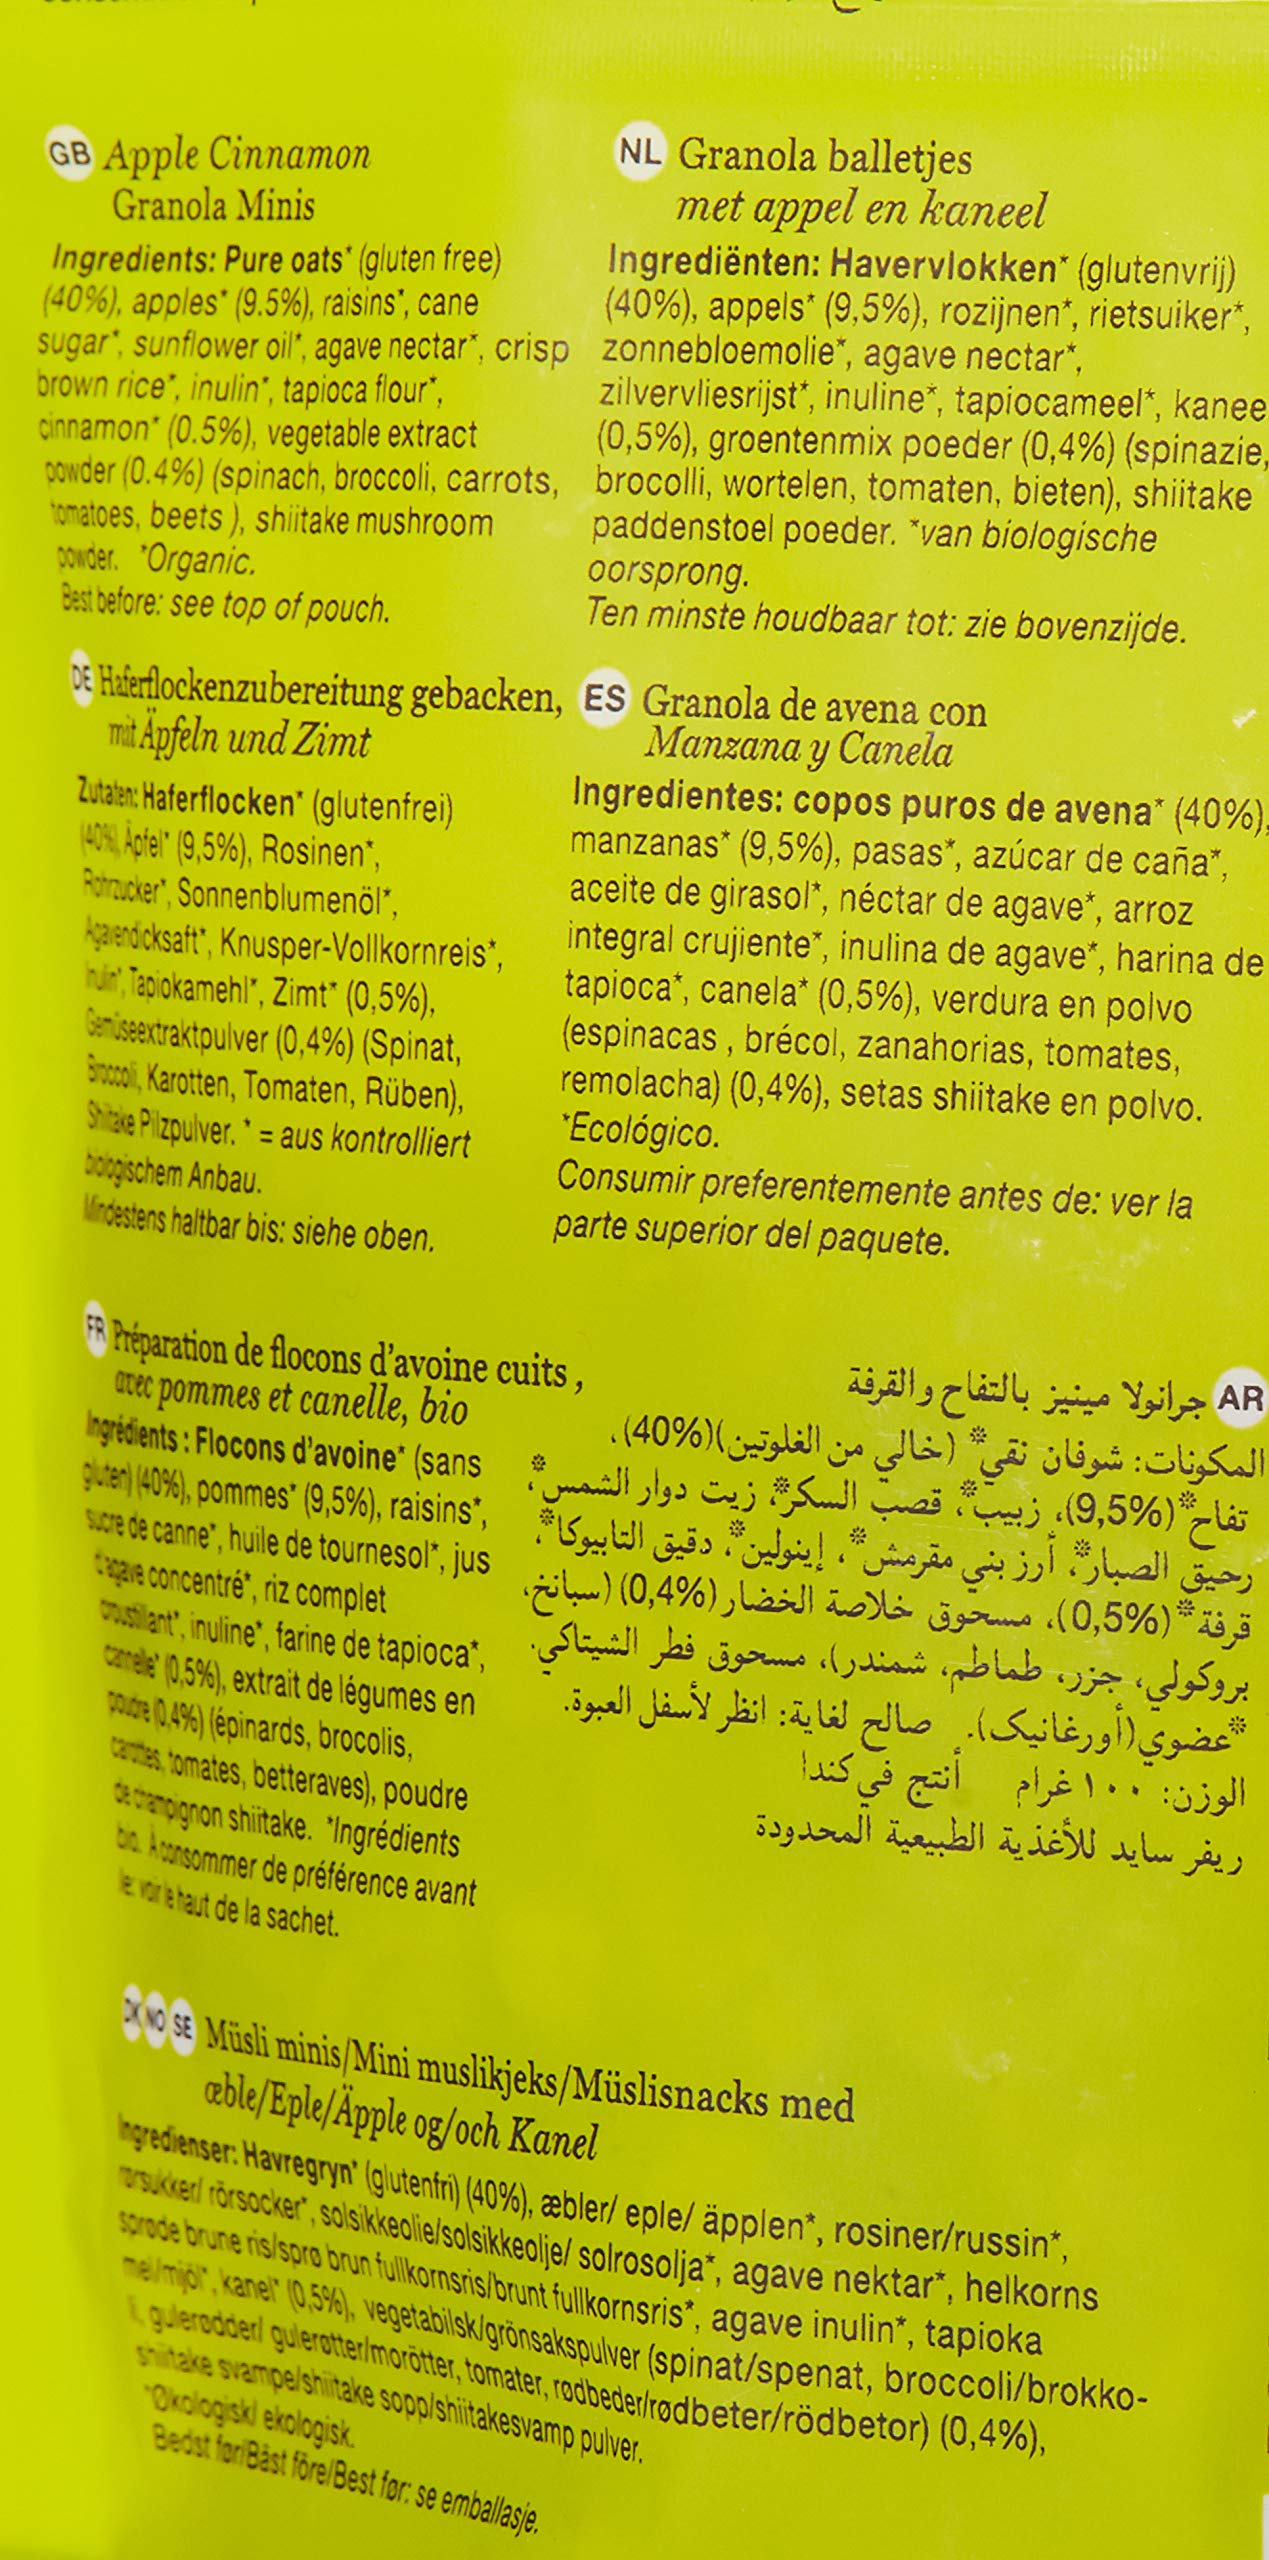 GB Apple Cinnamon
Granola Minis
Ingredients: Pure oats* (gluten free)
(40%), apples* (9.5%), raisins*, cane
sugar*, sunflower oil*, agave nectar*, crisp
brown rice*, inulin*, tapioca flour*,
cinnamon* (0.5%), vegetable extract
powder (0.4%) (spinach, broccoli, carrots,
tomatoes, beets ), shiitake mushroom
powder. *Organic.
Best before: see top of pouch.
NL Granola balletjes
met appel en kaneel
Ingrediënten: Havervlokken* (glutenvrij)
(40%), appels* (9,5%), rozijnen*, rietsuiker*,
zonnebloemolie*, agave nectar*,
zilvervliesrijst*, inuline*, tapiocameel*, kanee
(0,5%), groentenmix poeder (0,4%) (spinazie,
brocolli, wortelen, tomaten, bieten), shiitake
paddenstoel poeder. *van biologische
oorsprong.
Ten minste houdbaar tot: zie bovenzijde.
DE Haferflockenzubereitung gebacken,
mit Äpfeln und Zimt
Zutaten: Haferflocken* (glutenfrei)
(40%), Äpfel* (9,5%), Rosinen*,
Rohrzucker*, Sonnenblumenöl*,
Agavendicksaft*, Knusper-Vollkornreis*,
Inulin*, Tapiokamehl*, Zimt* (0,5%),
Gemüseextraktpulver (0,4%) (Spinat,
Broccoli, Karotten, Tomaten, Rüben),
Shiitake Pilzpulver. * = aus kontrolliert
biologischem Anbau.
Mindestens haltbar bis: siehe oben.
ES Granola de avena con
Manzana y Canela
Ingredientes: copos puros de avena* (40%),
manzanas* (9,5%), pasas*, azúcar de caña*,
aceite de girasol*, néctar de agave*, arroz
integral crujiente*, inulina de agave*, harina de
tapioca*, canela* (0,5%), verdura en polvo
(espinacas , brécol, zanahorias, tomates,
remolacha) (0,4%), setas shiitake en polvo.
*Ecológico.
Consumir preferentemente antes de: ver la
parte superior del paquete.
FR Préparation de flocons d'avoine cuits ,
avec pommes et canelle, bio
Ingrédients : Flocons d'avoine* (sans
gluten) (40%), pommes* (9,5%), raisins*,
sucre de canne*, huile de tournesol*, jus
d'agave concentré*, riz complet
croustillant*, inuline*, farine de tapioca*,
cannelle* (0,5%), extrait de légumes en
poudre (0,4%) (épinards, brocolis,
carottes, tomates, betteraves), poudre
de champignon shiitake. *Ingrédients
bio. À consommer de préférence avant
le: voir le haut de la sachet.
AR جرانولا مينيز بالتفاح والقرفة
المكونات: شوفان نقي* (خالي من الغلوتين)(40%)،
تفاح*(9,5%)، زبيب*، قصب السكر*، زيت دوار الشمس*،
رحيق الصبار*، أرز بني مقرمش*، إينولين*، دقيق التابيوكا*،
قرفة*(0,5%)، مسحوق خلاصة الخضار(0,4%) (سبانخ،
بروكولي، جزر، طماطم، شمندر)، مسحوق فطر الشيتاكي.
*عضوي(أورغانيک). صالح لغاية: انظر لأسفل العبوة.
الوزن: ١٠٠ غرام أنتج في كندا
ريفر سايد للأغذية الطبيعية المحدودة
DK NO SE Müsli minis/Mini muslikjeks/Müslisnacks med
æble/Eple/Äpple og/och Kanel
Ingredienser: Havregryn* (glutenfri) (40%), æbler/ eple/ äpplen*, rosiner/russin*,
rørsukker/ rörsocker*, solsikkeolie/solsikkeolje/ solrosolja*, agave nektar*, helkorns
sprøde brune ris/sprø brun fullkornsris/brunt fullkornsris*, agave inulin*, tapioka
mel/mjöl*, kanel* (0,5%), vegetabilsk/grönsakspulver (spinat/spenat, broccoli/brokko-
gulerødder/ gulerøtter/morötter, tomater, rødbeder/rødbeter/rödbetor) (0,4%),
shiitake svampe/shiitake sopp/shiitakesvamp pulver.
*Økologisk/ ekologisk.
Bedst før/Bäst före/Best før: se emballasje.